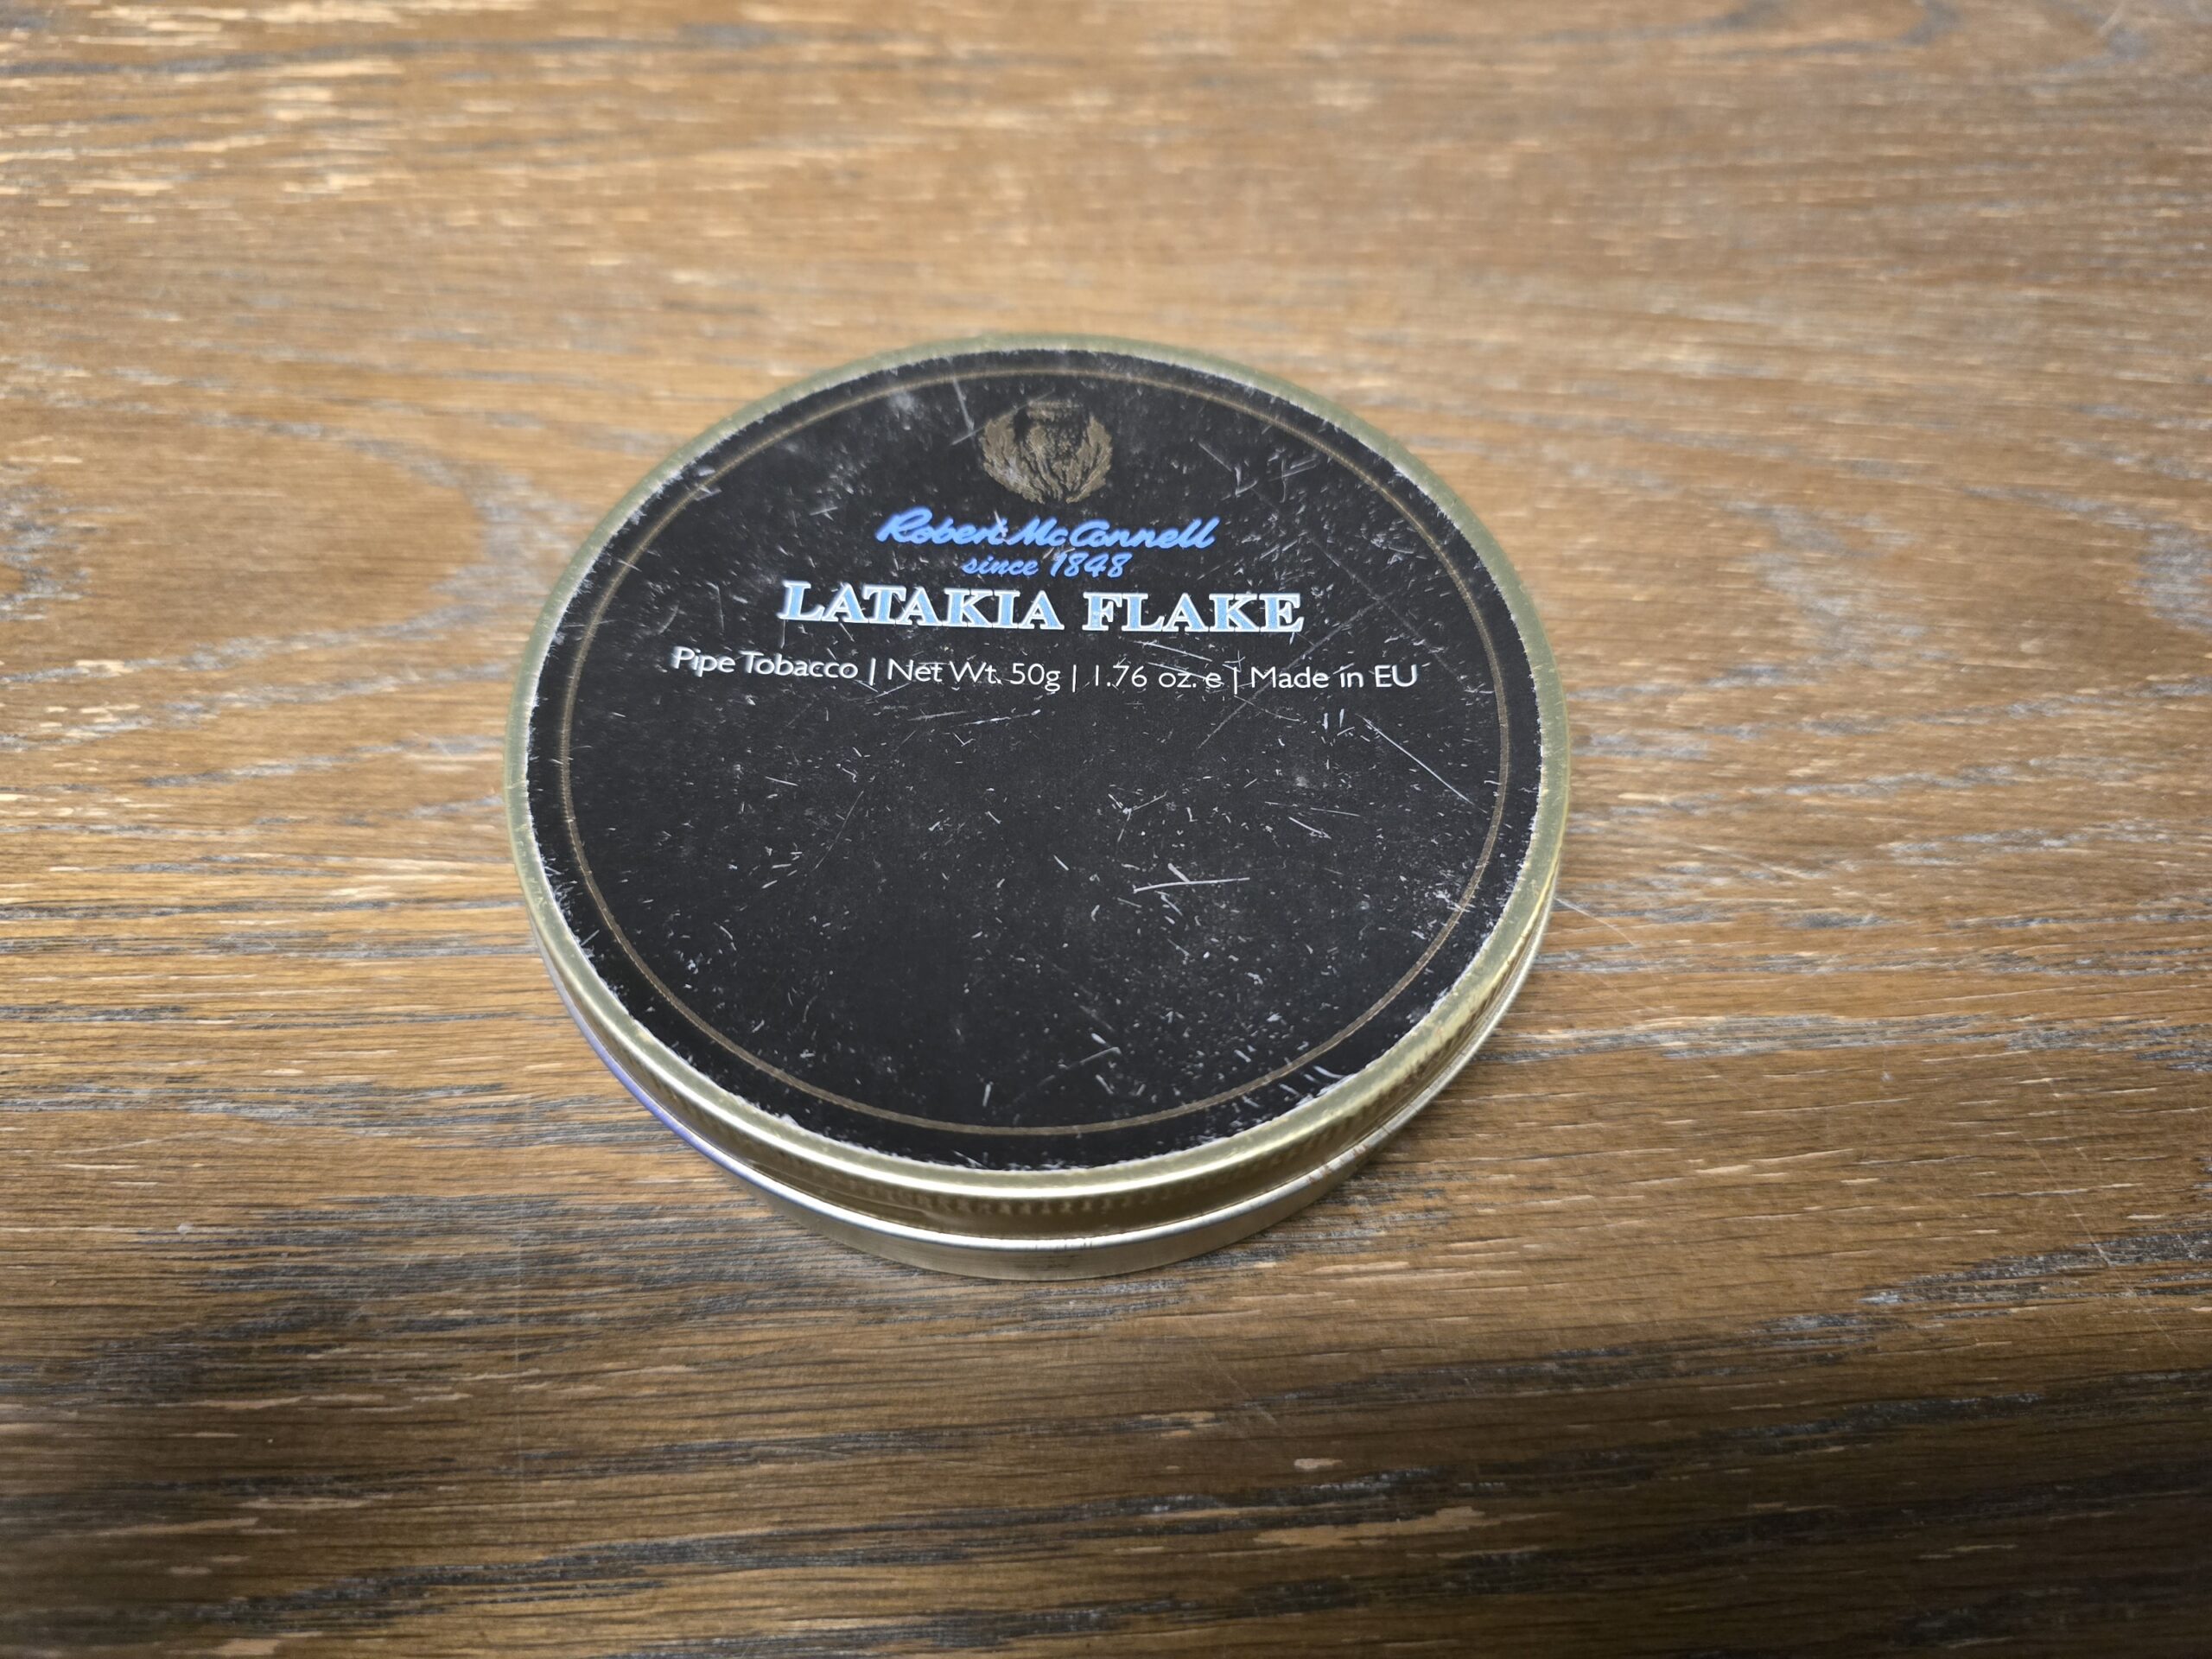 Robert McConnell
since 1848
LATAKIA FLAKE
Pipe Tobacco | Net Wt. 50g | 1.76 oz. e | Made in EU